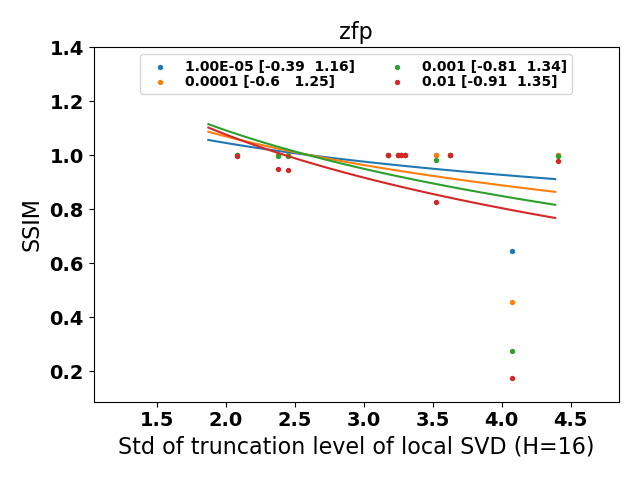 zfp
1.00E-05 [-0.39  1.16]
0.0001 [-0.6   1.25]
0.001 [-0.81  1.34]
0.01 [-0.91  1.35]
1.4
1.2
1.0
0.8
0.6
0.4
0.2
SSIM
1.5 2.0 2.5 3.0 3.5 4.0 4.5
Std of truncation level of local SVD (H=16)